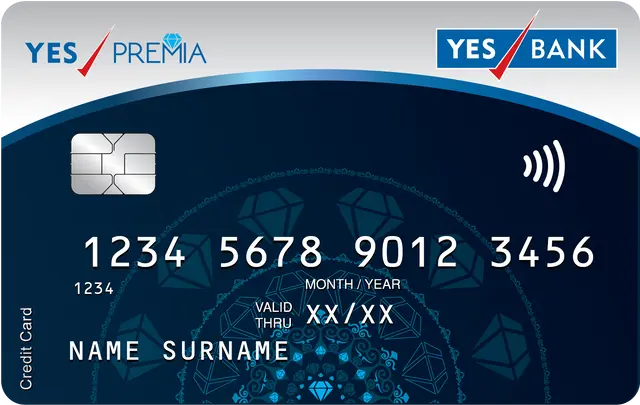 YES PREMIA
YES BANK
1234 5678 9012 3456
1234
MONTH / YEAR
VALID THRU XX/XX
NAME SURNAME
Credit Card